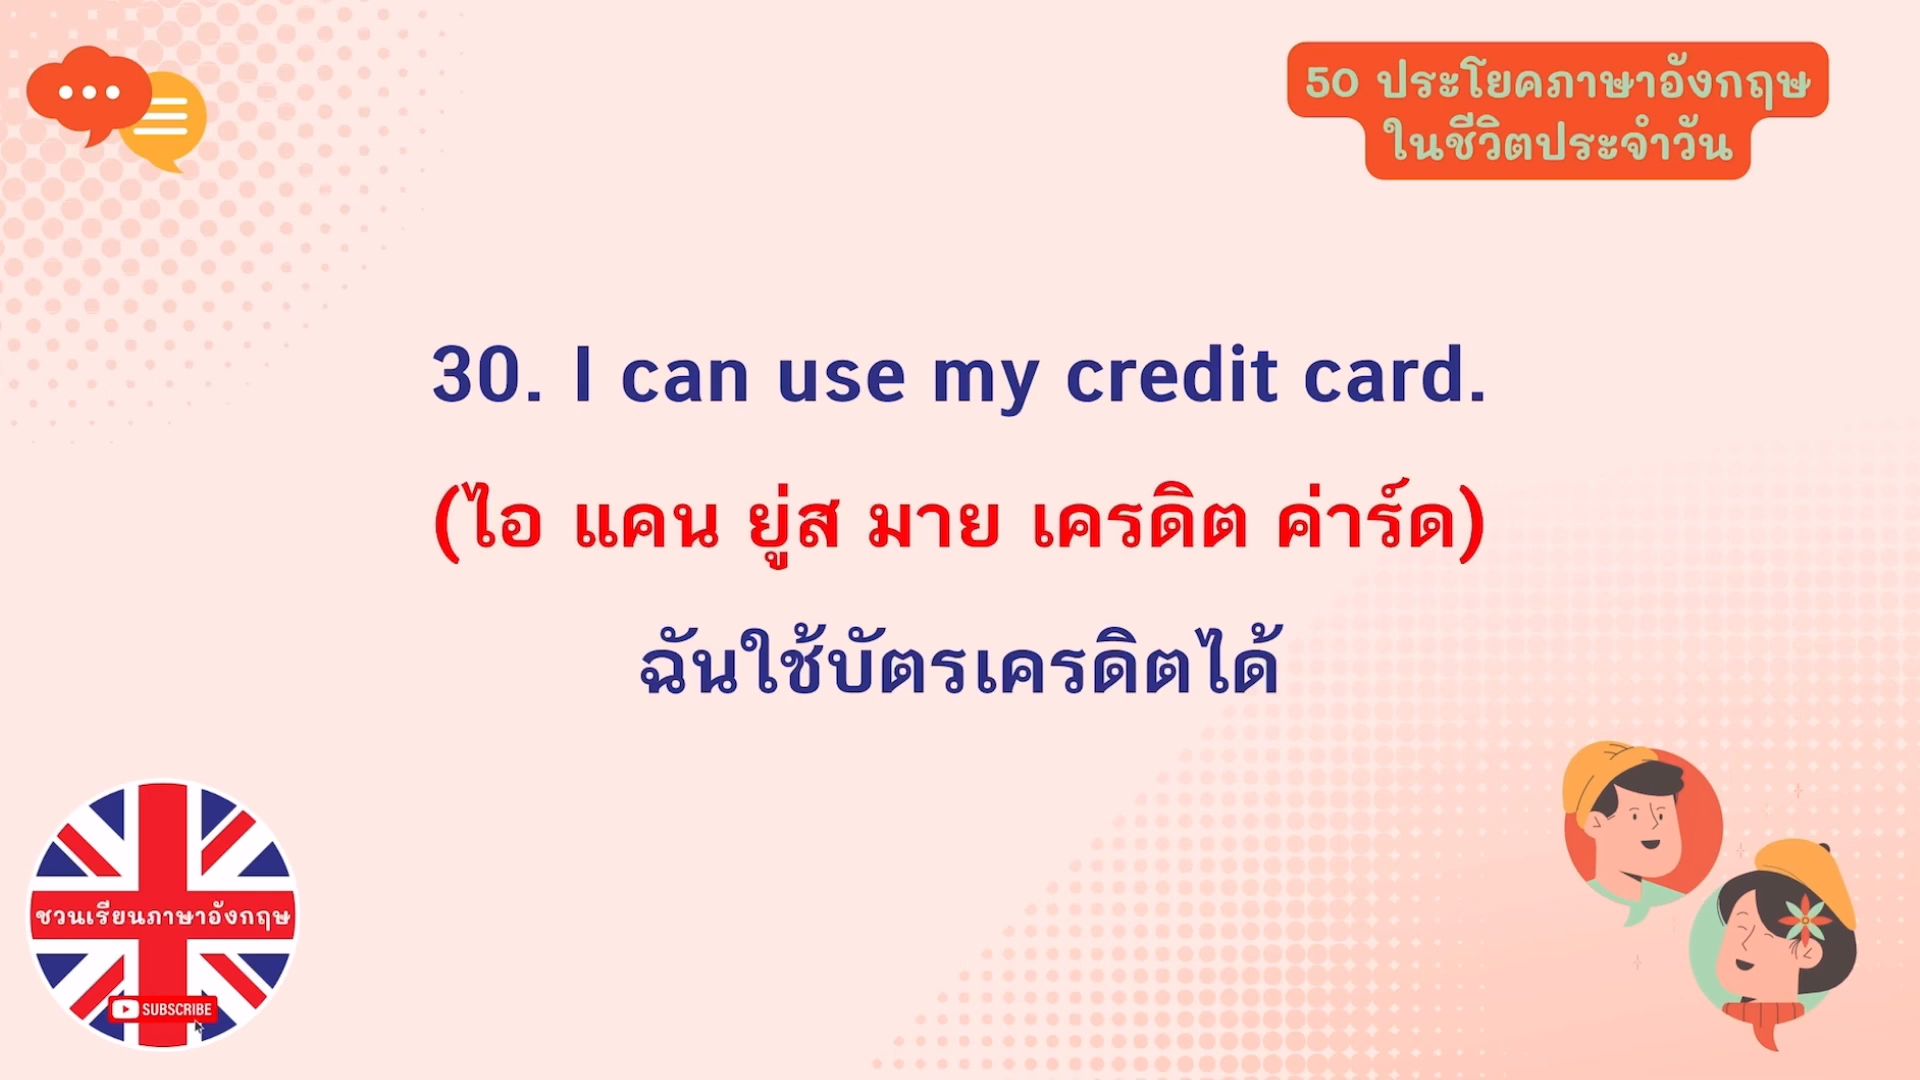 50 ประโยคภาษาอังกฤษ
ในชีวิตประจำวัน
30. I can use my credit card.
(ไอ แคน ยู่ส มาย เครดิต ค่าร์ด)
ฉันใช้บัตรเครดิตได้
ชวนเรียนภาษาอังกฤษ
SUBSCRIBE